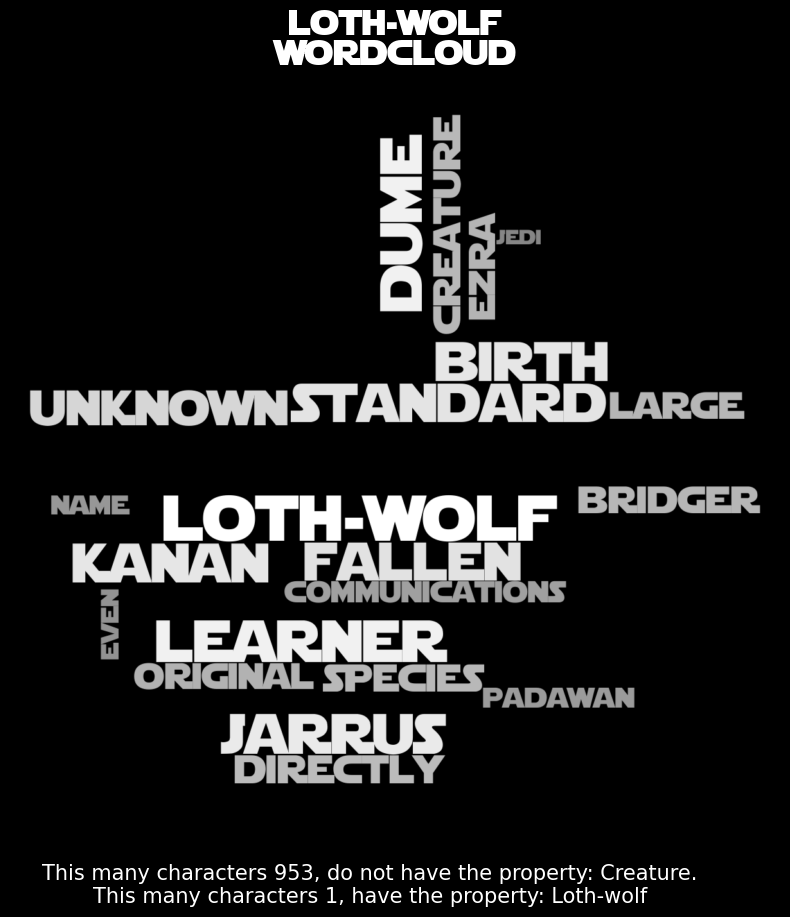 LOTH-WOLF
WORDCLOUD
DUME
CREATURE
EZRA
JEDI
BIRTH
UNKNOWN STANDARD LARGE
NAME LOTH-WOLF BRIDGER
KANAN FALLEN
COMMUNICATIONS
EVEN
LEARNER
ORIGINAL SPECIES
PADAWAN
JARRUS
DIRECTLY
This many characters 953, do not have the property: Creature.
This many characters 1, have the property: Loth-wolf